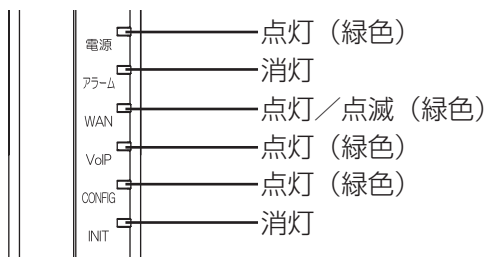 電源 点灯（緑色）
アラーム 消灯
WAN 点灯／点滅（緑色）
VoIP 点灯（緑色）
CONFIG 点灯（緑色）
INIT 消灯